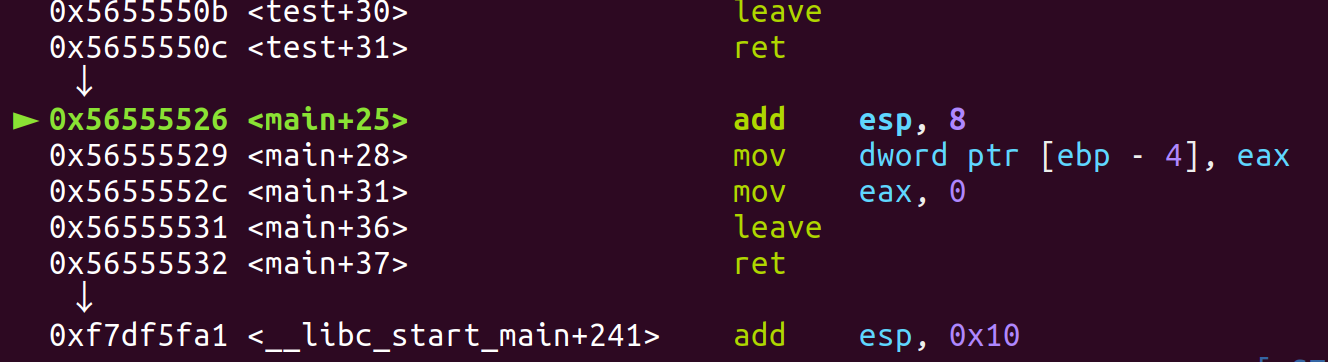 0x5655550b <test+30> leave
0x5655550c <test+31> ret
↓
► 0x56555526 <main+25> add esp, 8
0x56555529 <main+28> mov dword ptr [ebp - 4], eax
0x5655552c <main+31> mov eax, 0
0x56555531 <main+36> leave
0x56555532 <main+37> ret
↓
0xf7df5fa1 <__libc_start_main+241> add esp, 0x10